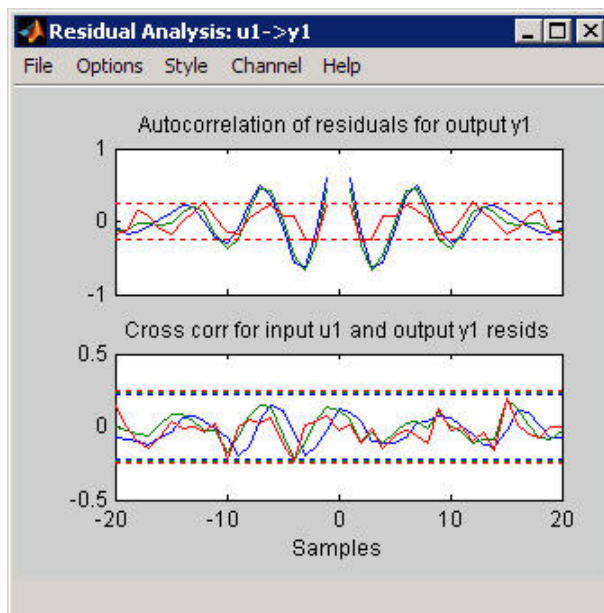 Residual Analysis: u1->y1
File Options Style Channel Help
Autocorrelation of residuals for output y1
1
0
-1
Cross corr for input u1 and output y1 resids
0.5
0
-0.5
-20 -10 0 10 20
Samples